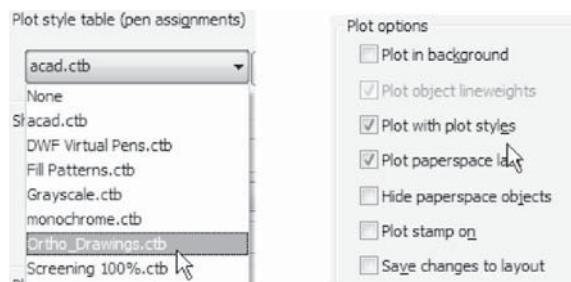 Plot style table (pen assignments)
acad.ctb
None
acad.ctb
DWF Virtual Pens.ctb
Fill Patterns.ctb
Grayscale.ctb
monochrome.ctb
Ortho_Drawings.ctb
Screening 100%.ctb
Plot options
Plot in background
Plot object lineweights
Plot with plot styles
Plot paperspace
Hide paperspace objects
Plot stamp on
Save changes to layout